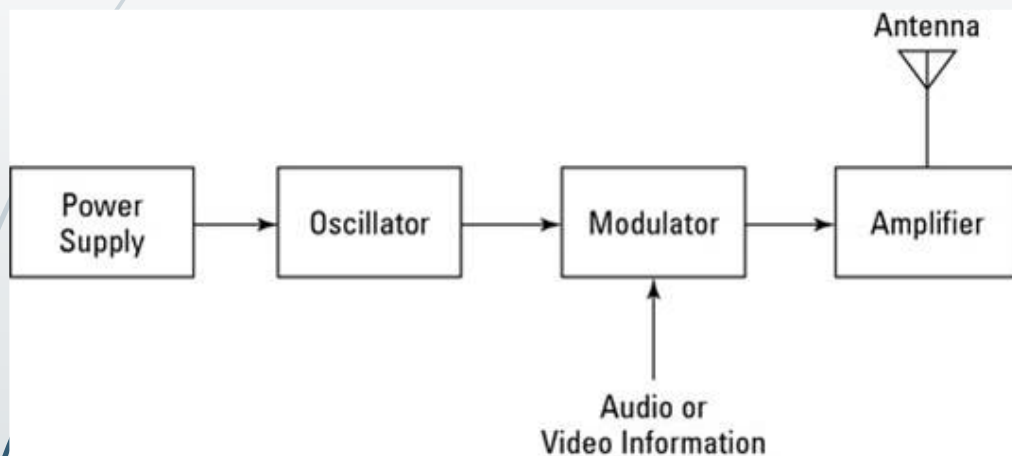 Antenna
Power
Supply
Oscillator
Modulator
Amplifier
Audio or
Video Information